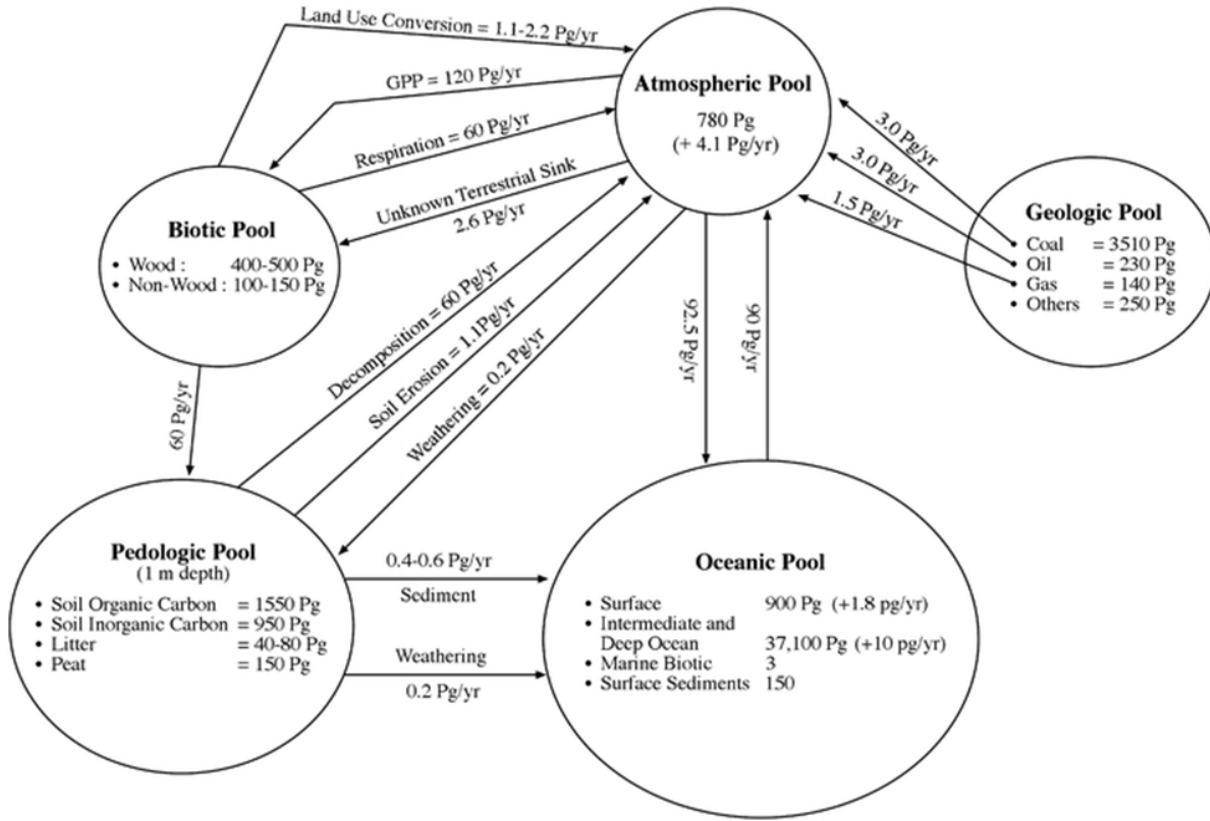 Land Use Conversion = 1.1-2.2 Pg/yr
GPP = 120 Pg/yr
Respiration = 60 Pg/yr
Unknown Terrestrial Sink
2.6 Pg/yr
Atmospheric Pool
780 Pg
(+ 4.1 Pg/yr)
3.0 Pg/yr
3.0 Pg/yr
1.5 Pg/yr
Geologic Pool
• Coal = 3510 Pg
• Oil = 230 Pg
• Gas = 140 Pg
• Others = 250 Pg
Biotic Pool
• Wood : 400-500 Pg
• Non-Wood : 100-150 Pg
60 Pg/yr
Decomposition = 60 Pg/yr
Soil Erosion = 1.1Pg/yr
Weathering = 0.2 Pg/yr
92.5 Pg/yr
90 Pg/yr
Pedologic Pool
(1 m depth)
• Soil Organic Carbon = 1550 Pg
• Soil Inorganic Carbon = 950 Pg
• Litter = 40-80 Pg
• Peat = 150 Pg
0.4-0.6 Pg/yr
Sediment
Weathering
0.2 Pg/yr
Oceanic Pool
• Surface 900 Pg (+1.8 pg/yr)
• Intermediate and
Deep Ocean 37,100 Pg (+10 pg/yr)
• Marine Biotic 3
• Surface Sediments 150